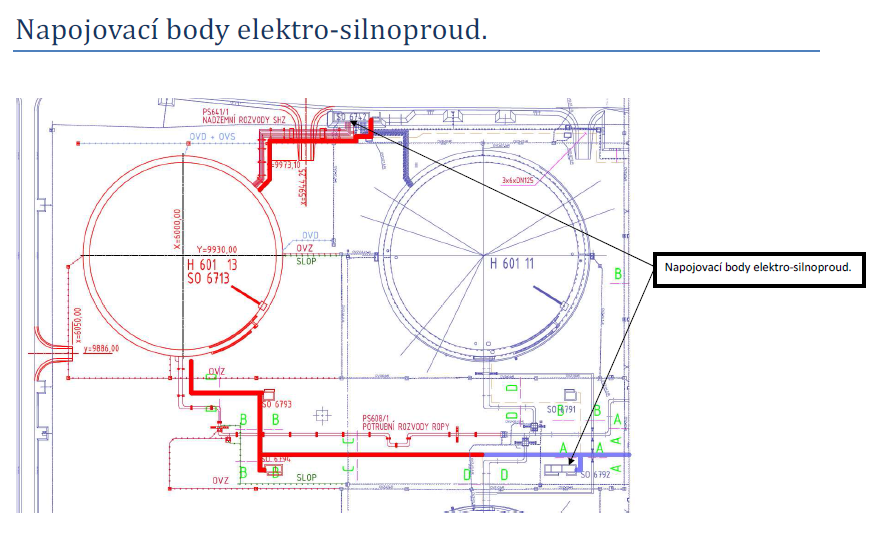 Napojovací body elektro-silnoproud.
PS641/1
NADZEMNÍ ROZVODY SHZ
SO 6742
OVD + OVS
Y=9973,10
x=5944,25
3x6xDN125
X=6000,00
OVD
Y=9930,00
OVZ
SLOP
H 601 13
SO 6713
H 601 11
Napojovací body elektro-silnoproud.
B
x=6050,00
y=9886,00
OVZ
SO 6793
SO 6791
B
B
B
B
A
PS608/1
POTRUBNÍ ROZVODY ROPY
A
A
A
SO 6794
B
B
D
D
SO 6792
A
OVZ
SLOP